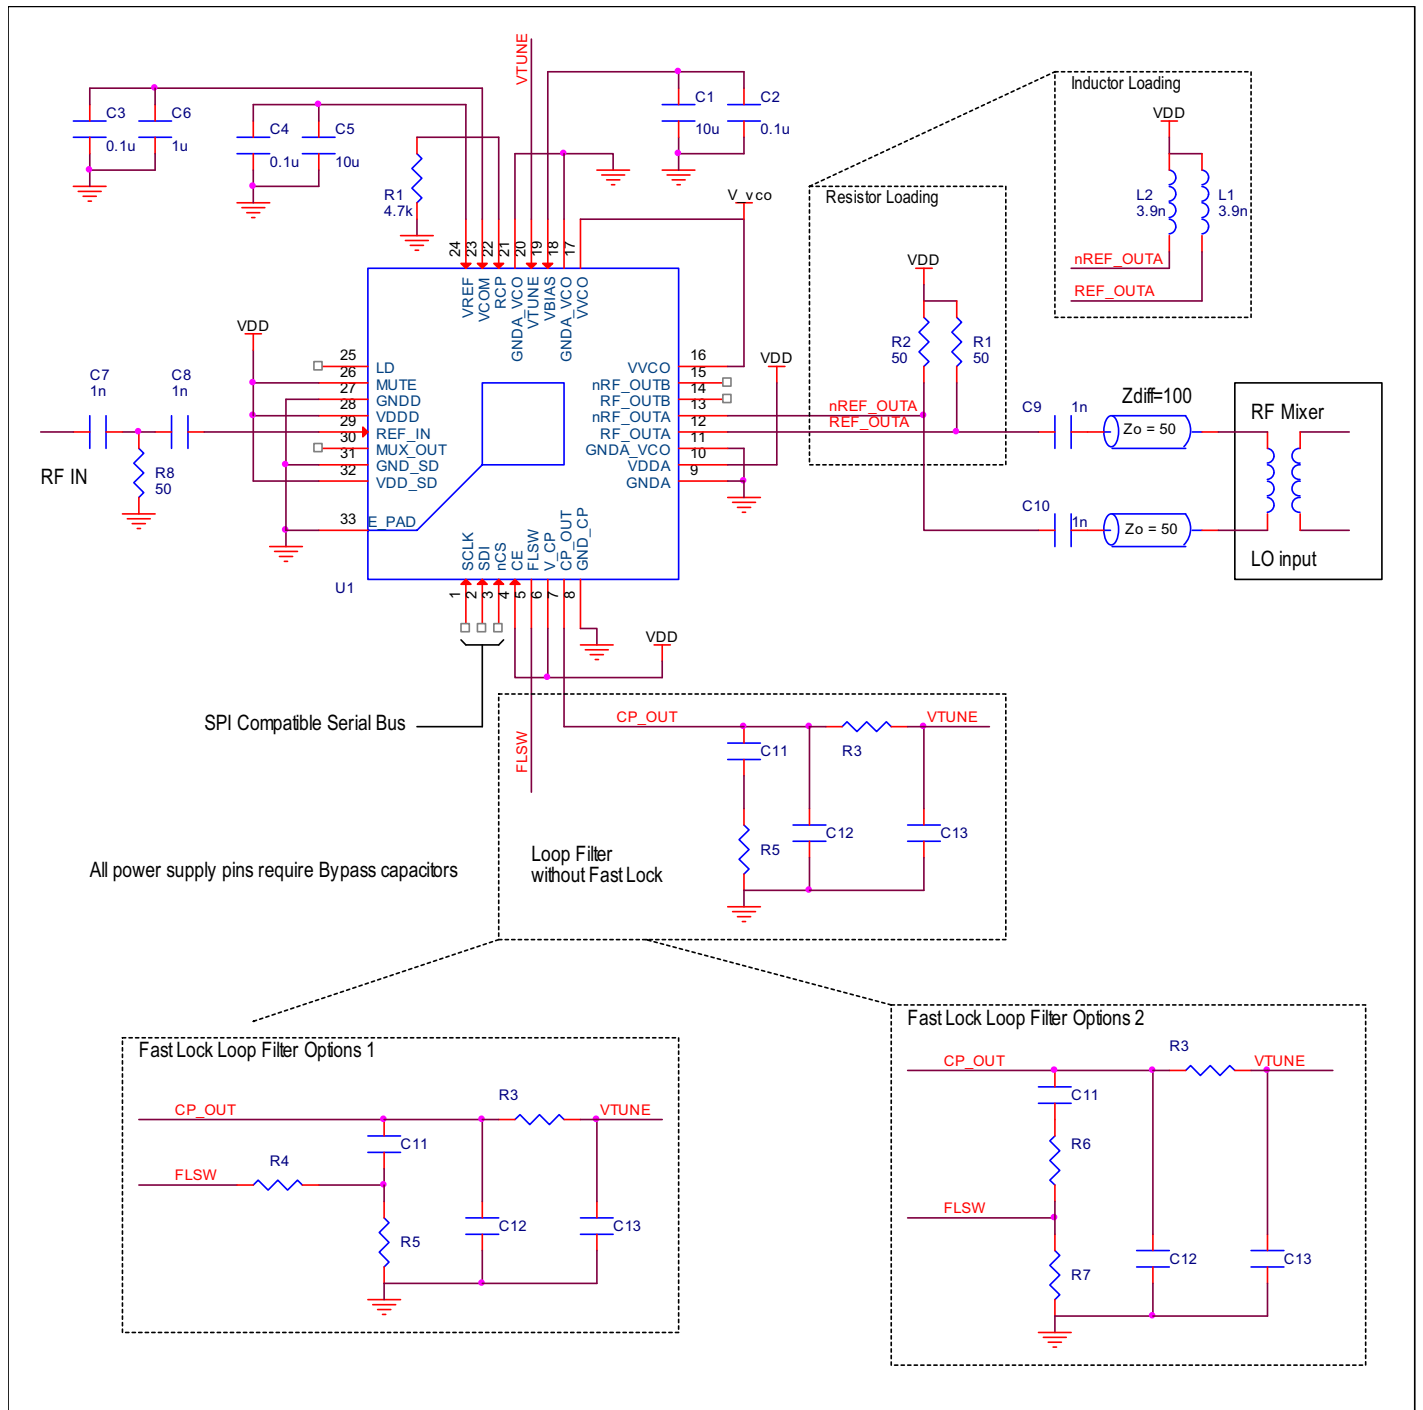 VTUNE
Inductor Loading
VDD
C3
0.1u
C6
1u
C4
0.1u
C5
10u
C1
10u
C2
0.1u
R1
4.7k
V_vco
Resistor Loading
L2
3.9n
L1
3.9n
nREF_OUTA
REF_OUTA
24
23
22
21
20
19
18
17
VREF
VCOM
RCP
GNDA_VCO
VTUNE
VBIAS
GNDA_VCO
VVCO
VDD
VDD
R2
50
R1
50
VDD
25 LD
26 MUTE
27 GNDD
28 VDDD
29 REF_IN
30 MUX_OUT
31 GND_SD
32 VDD_SD
33 E_PAD
VVCO 16
nRF_OUTB 15
RF_OUTB 14
nRF_OUTA 13
RF_OUTA 12
GNDA_VCO 11
VDDA 10
GNDA 9
C7
1n
C8
1n
RF IN
R8
50
nREF_OUTA
REF_OUTA
C9 1n
Zdiff=100
Zo = 50
RF Mixer
C10 1n
Zo = 50
LO input
SCLK
SDI
nCS
CE
FLSW
V_CP
CP_OUT
GND_CP
U1
1
2
3
4
5
6
7
8
VDD
SPI Compatible Serial Bus
FLSW
CP_OUT
VTUNE
C11
R3
R5
C12
C13
Loop Filter
without Fast Lock
All power supply pins require Bypass capacitors
Fast Lock Loop Filter Options 1
CP_OUT
R3
VTUNE
C11
FLSW
R4
R5
C12
C13
Fast Lock Loop Filter Options 2
CP_OUT
R3
VTUNE
C11
R6
FLSW
R7
C12
C13